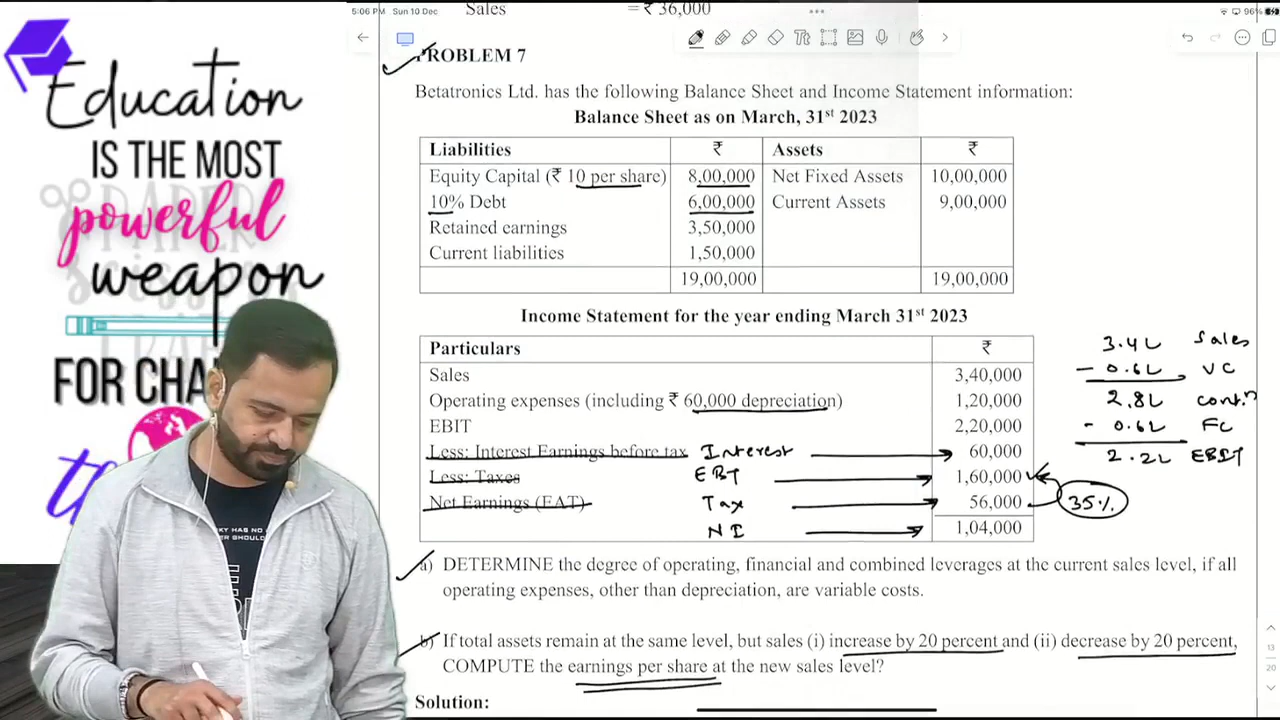 5:06 PM Sun 10 Dec
96%
Sales = ₹ 36,000
Education
IS THE MOST
powerful
weapon
FOR CHA
PROBLEM 7
Betatronics Ltd. has the following Balance Sheet and Income Statement information:
Balance Sheet as on March, 31st 2023
Liabilities ₹ Assets ₹
Equity Capital (₹ 10 per share) 8,00,000 Net Fixed Assets 10,00,000
10% Debt 6,00,000 Current Assets 9,00,000
Retained earnings 3,50,000
Current liabilities 1,50,000
19,00,000 19,00,000
Income Statement for the year ending March 31st 2023
Particulars ₹
Sales 3,40,000
Operating expenses (including ₹ 60,000 depreciation) 1,20,000
EBIT 2,20,000
Less: Interest Earnings before tax Interest 60,000
Less: Taxes EBT 1,60,000
Net Earnings (EAT) Tax 56,000 35%
NI 1,04,000
3.4L Sales
- 0.6L VC
2.8L contn
- 0.6L FC
2.2L EBIT
a) DETERMINE the degree of operating, financial and combined leverages at the current sales level, if all
operating expenses, other than depreciation, are variable costs.
b) If total assets remain at the same level, but sales (i) increase by 20 percent and (ii) decrease by 20 percent,
COMPUTE the earnings per share at the new sales level?
Solution:
13
20